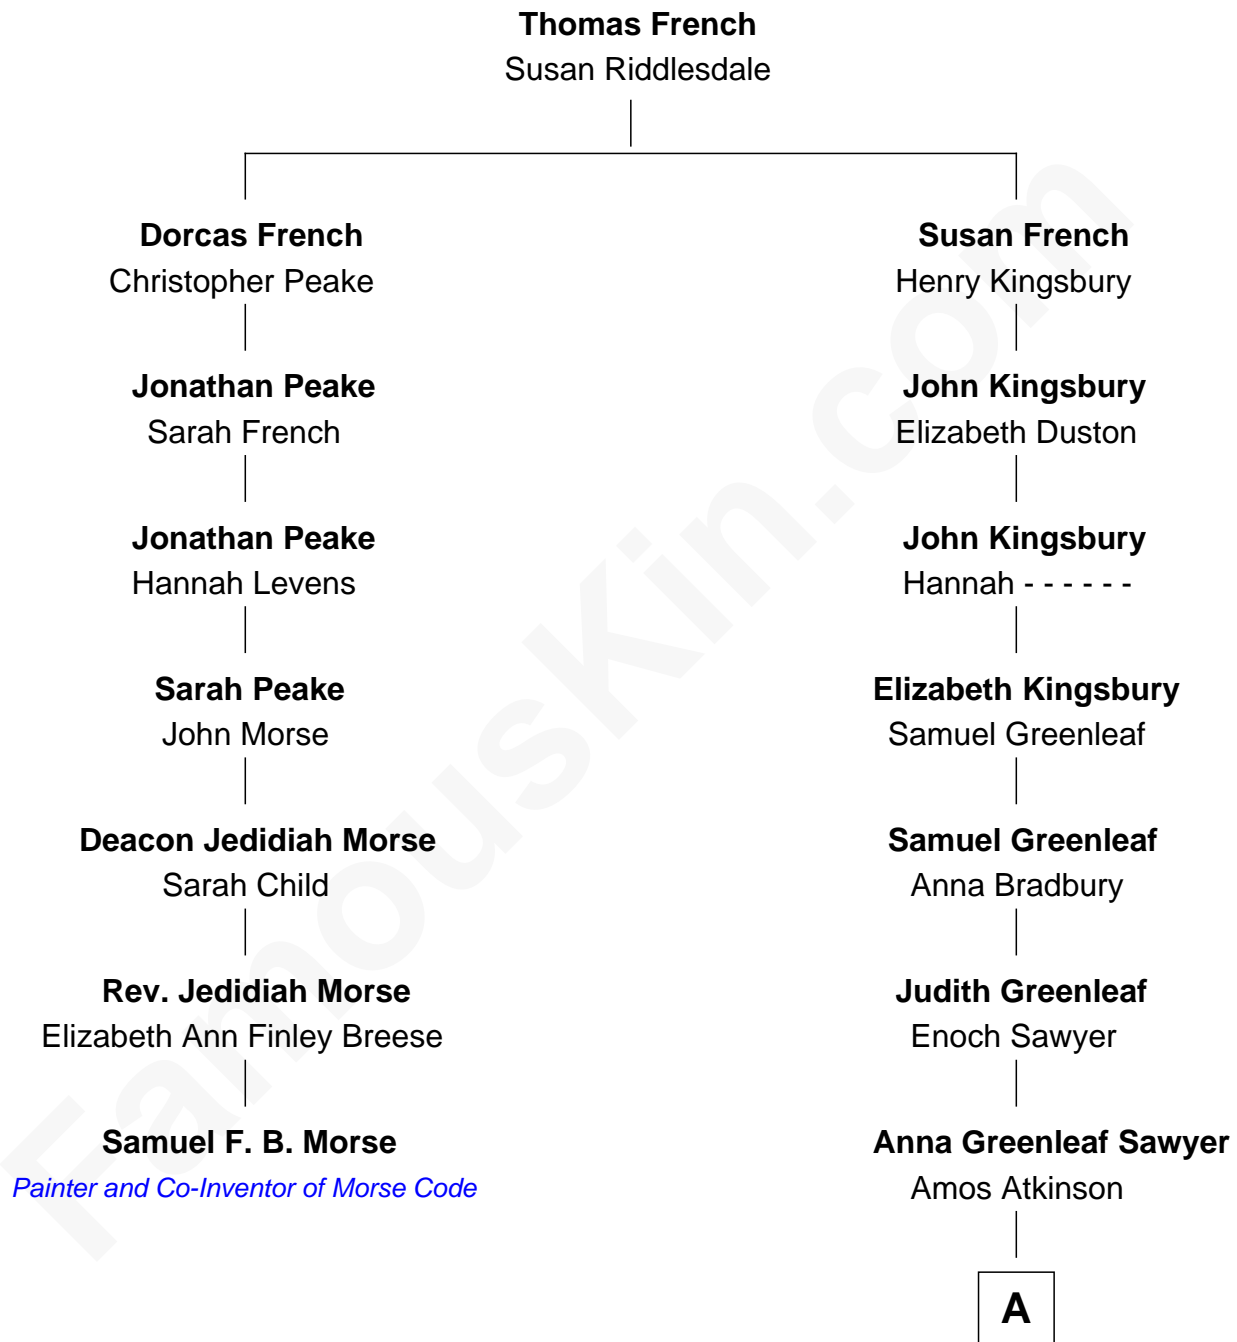 Thomas French
Susan Riddlesdale
Dorcas French
Christopher Peake
Jonathan Peake
Sarah French
Jonathan Peake
Hannah Levens
Sarah Peake
John Morse
Deacon Jedidiah Morse
Sarah Child
Rev. Jedidiah Morse
Elizabeth Ann Finley Breese
Samuel F. B. Morse
Painter and Co-Inventor of Morse Code
Susan French
Henry Kingsbury
John Kingsbury
Elizabeth Duston
John Kingsbury
Hannah - - - - - -
Elizabeth Kingsbury
Samuel Greenleaf
Samuel Greenleaf
Anna Bradbury
Judith Greenleaf
Enoch Sawyer
Anna Greenleaf Sawyer
Amos Atkinson
A
FamousKin.com